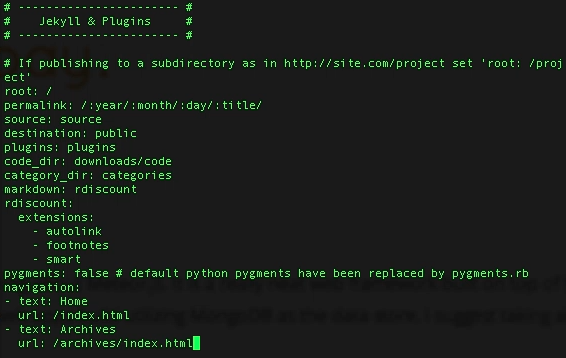 # ----------------------- #
#    Jekyll & Plugins     #
# ----------------------- #
# If publishing to a subdirectory as in http://site.com/project set 'root: /proj
ect'
root: /
permalink: /:year/:month/:day/:title/
source: source
destination: public
plugins: plugins
code_dir: downloads/code
category_dir: categories
markdown: rdiscount
rdiscount:
  extensions:
    - autolink
    - footnotes
    - smart
pygments: false # default python pygments have been replaced by pygments.rb
navigation:
- text: Home
  url: /index.html
- text: Archives
  url: /archives/index.html